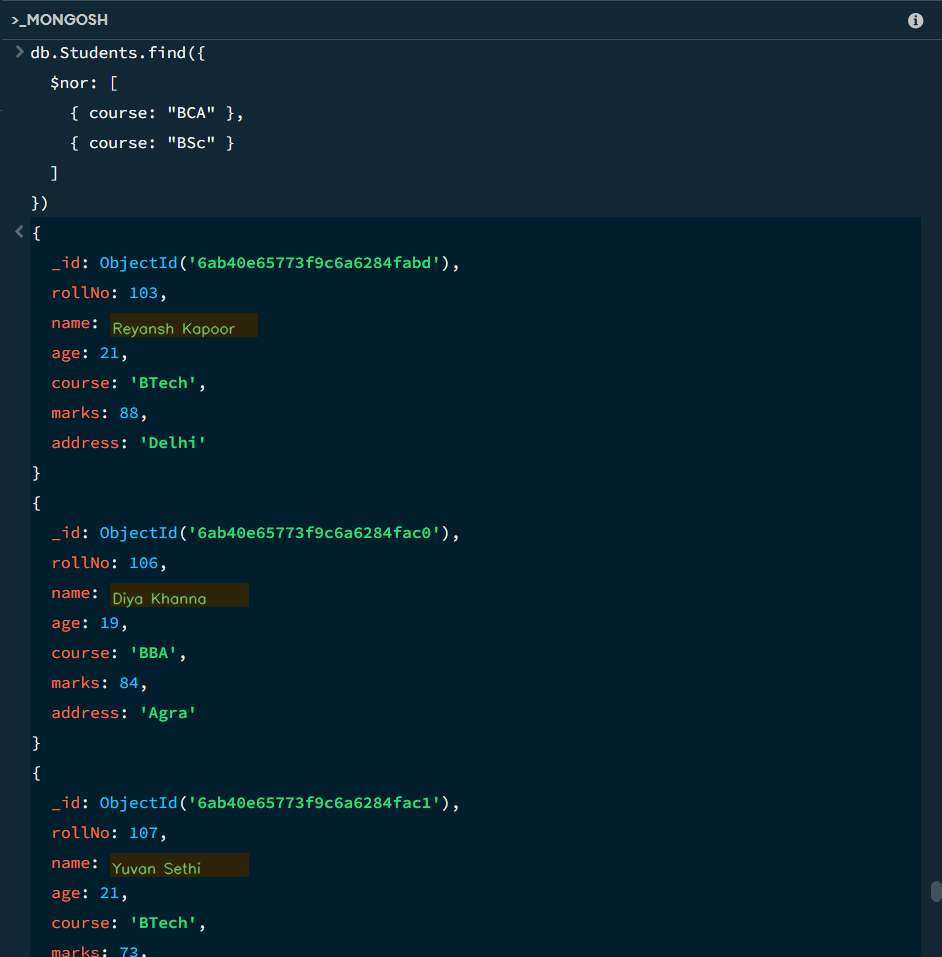 >_MONGOSH
> db.Students.find({
$nor: [
{ course: "BCA" },
{ course: "BSc" }
]
})
< {
_id: ObjectId('6ab40e65773f9c6a6284fabd'),
rollNo: 103,
name: Reyansh Kapoor
age: 21,
course: 'BTech',
marks: 88,
address: 'Delhi'
}
{
_id: ObjectId('6ab40e65773f9c6a6284fac0'),
rollNo: 106,
name: Diya Khanna
age: 19,
course: 'BBA',
marks: 84,
address: 'Agra'
}
{
_id: ObjectId('6ab40e65773f9c6a6284fac1'),
rollNo: 107,
name: Yuvan Sethi
age: 21,
course: 'BTech',
marks: 73,